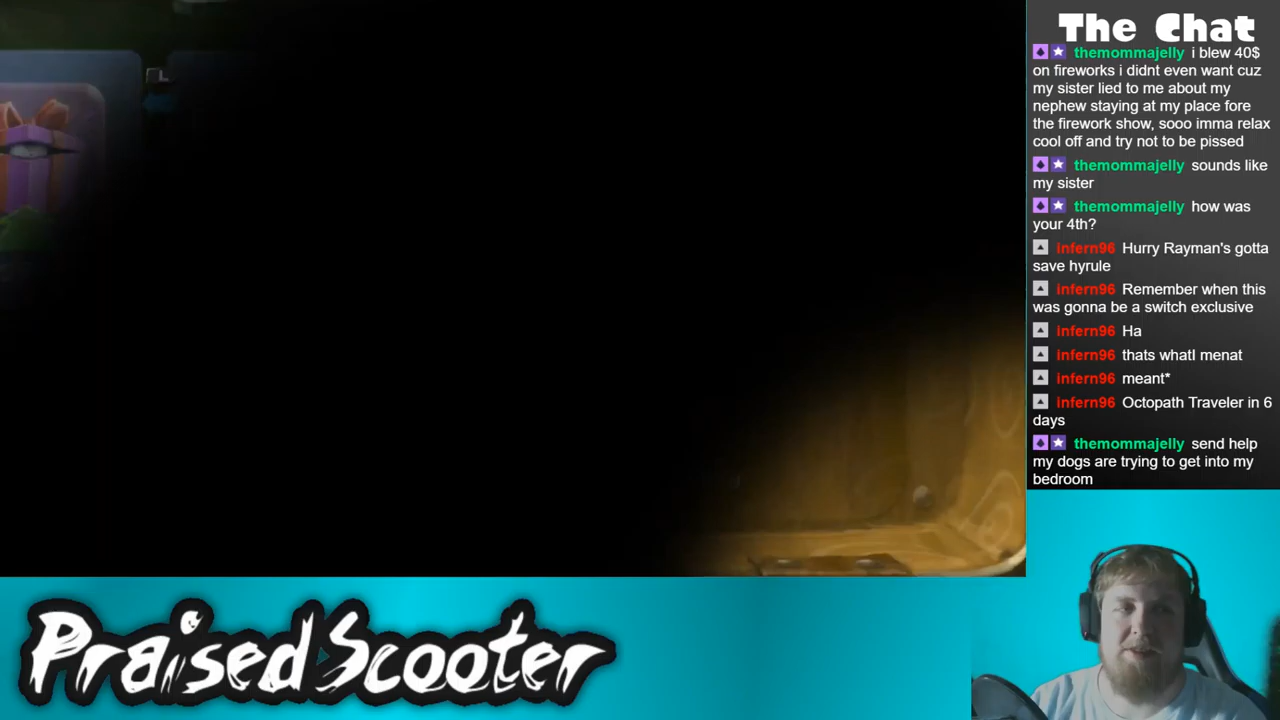 The Chat
themommajelly i blew 40$
on fireworks i didnt even want cuz
my sister lied to me about my
nephew staying at my place fore
the firework show, sooo imma relax
cool off and try not to be pissed
themommajelly sounds like
my sister
themommajelly how was
your 4th?
infern96 Hurry Rayman's gotta
save hyrule
infern96 Remember when this
was gonna be a switch exclusive
infern96 Ha
infern96 thats whatI menat
infern96 meant*
infern96 Octopath Traveler in 6
days
themommajelly send help
my dogs are trying to get into my
bedroom
PraisedScooter